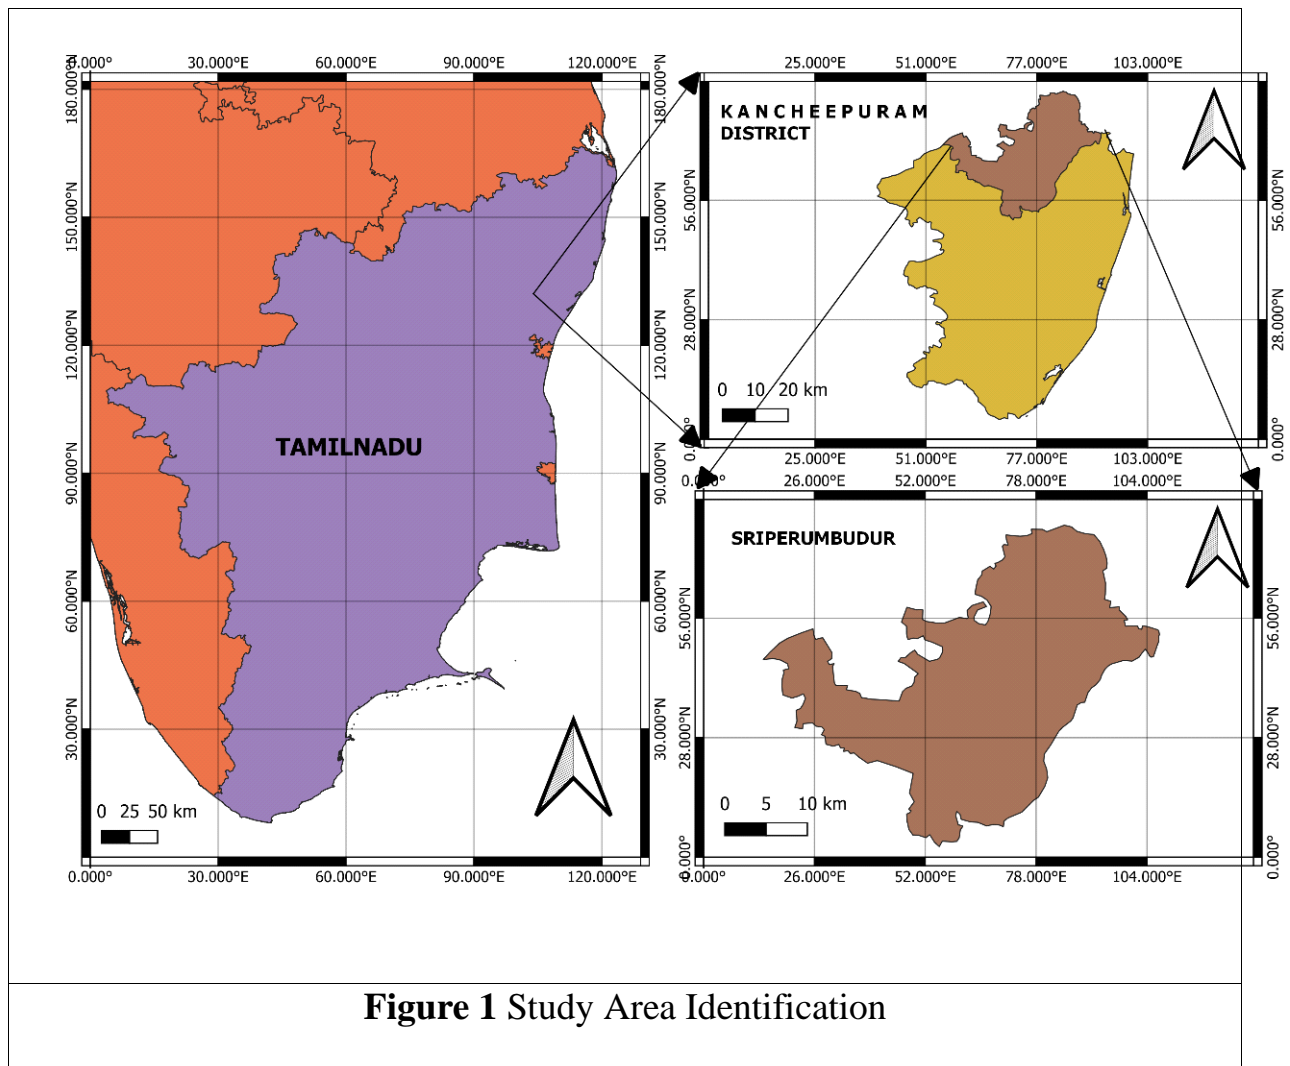 0.000°E 30.000°E 60.000°E 90.000°E 120.000°E
180.000°N
150.000°N
120.000°N
90.000°N
60.000°N
30.000°N
TAMILNADU
180.000°N
150.000°N
120.000°N
90.000°N
60.000°N
30.000°N
0 25 50 km
0.000°E 30.000°E 60.000°E 90.000°E 120.000°E
25.000°E 51.000°E 77.000°E 103.000°E
KANCHEEPURAM
DISTRICT
56.000°N
28.000°N
0.000°
56.000°N
28.000°N
0.000°
0 10 20 km
25.000°E 51.000°E 77.000°E 103.000°E
26.000°E 52.000°E 78.000°E 104.000°E
SRIPERUMBUDUR
56.000°N
28.000°N
0.000°
56.000°N
28.000°N
0.000°
0 5 10 km
0.000°E 26.000°E 52.000°E 78.000°E 104.000°E
Figure 1 Study Area Identification